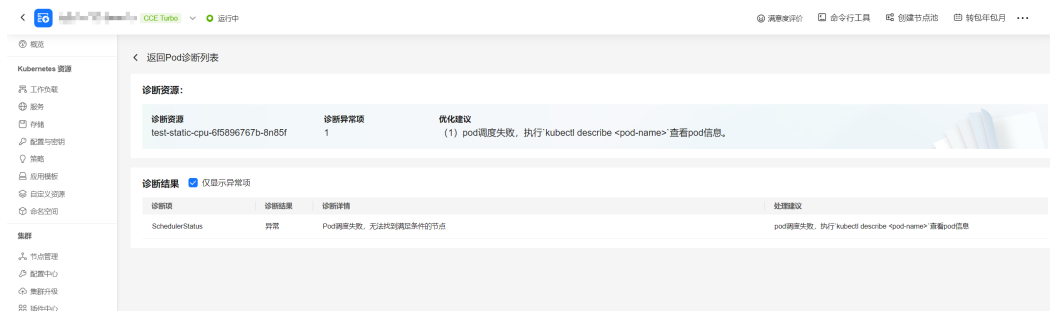 CCE Turbo 运行中 满意度评价 命令行工具 创建节点池 转包年包月
概览
返回Pod诊断列表
Kubernetes 资源
工作负载
服务
存储
配置与密钥
策略
应用模板
自定义资源
命名空间
集群
节点管理
配置中心
集群升级
插件中心
诊断资源:
诊断资源 诊断异常项 优化建议
test-static-cpu-6f5896767b-8n85f 1 （1）pod调度失败，执行`kubectl describe <pod-name>`查看pod信息。
诊断结果 仅显示异常项
诊断项 诊断结果 诊断详情 处理建议
SchedulerStatus 异常 Pod调度失败，无法找到满足条件的节点 pod调度失败，执行`kubectl describe <pod-name>`查看pod信息